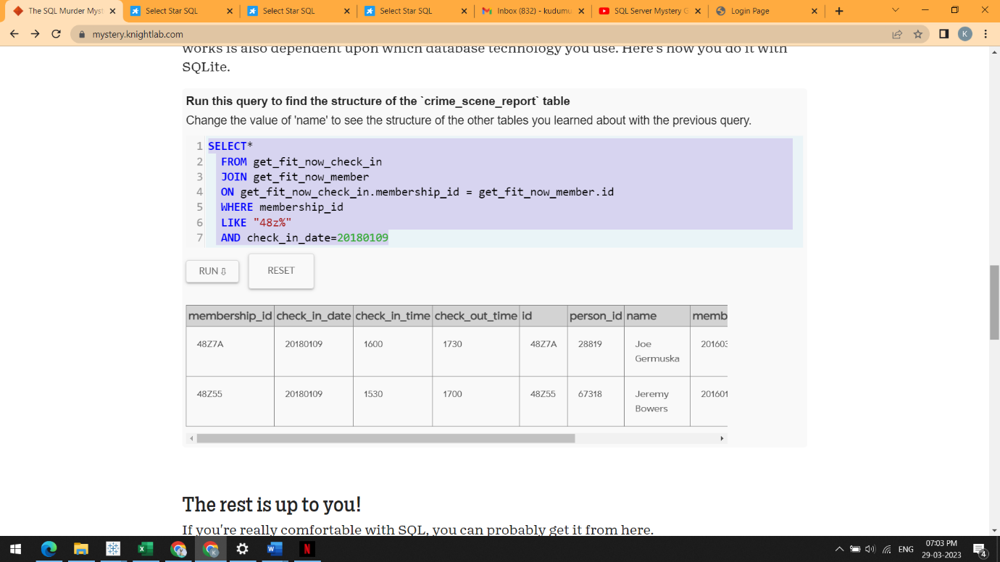 The SQL Murder Myst
Select Star SQL
Select Star SQL
Select Star SQL
Inbox (832) - kudumu
SQL Server Mystery G
Login Page
mystery.knightlab.com
K
works is also dependent upon which database technology you use. Here's how you do it with
SQLite.
Run this query to find the structure of the `crime_scene_report` table
Change the value of 'name' to see the structure of the other tables you learned about with the previous query.
1 SELECT*
2 FROM get_fit_now_check_in
3 JOIN get_fit_now_member
4 ON get_fit_now_check_in.membership_id = get_fit_now_member.id
5 WHERE membership_id
6 LIKE "48z%"
7 AND check_in_date=20180109
RUN ⇩
RESET
membership_id check_in_date check_in_time check_out_time id person_id name memb
48Z7A 20180109 1600 1730 48Z7A 28819 Joe 201603
Germuska
48Z55 20180109 1530 1700 48Z55 67318 Jeremy 201601
Bowers
The rest is up to you!
If you're really comfortable with SQL, you can probably get it from here.
ENG
07:03 PM
29-03-2023
4